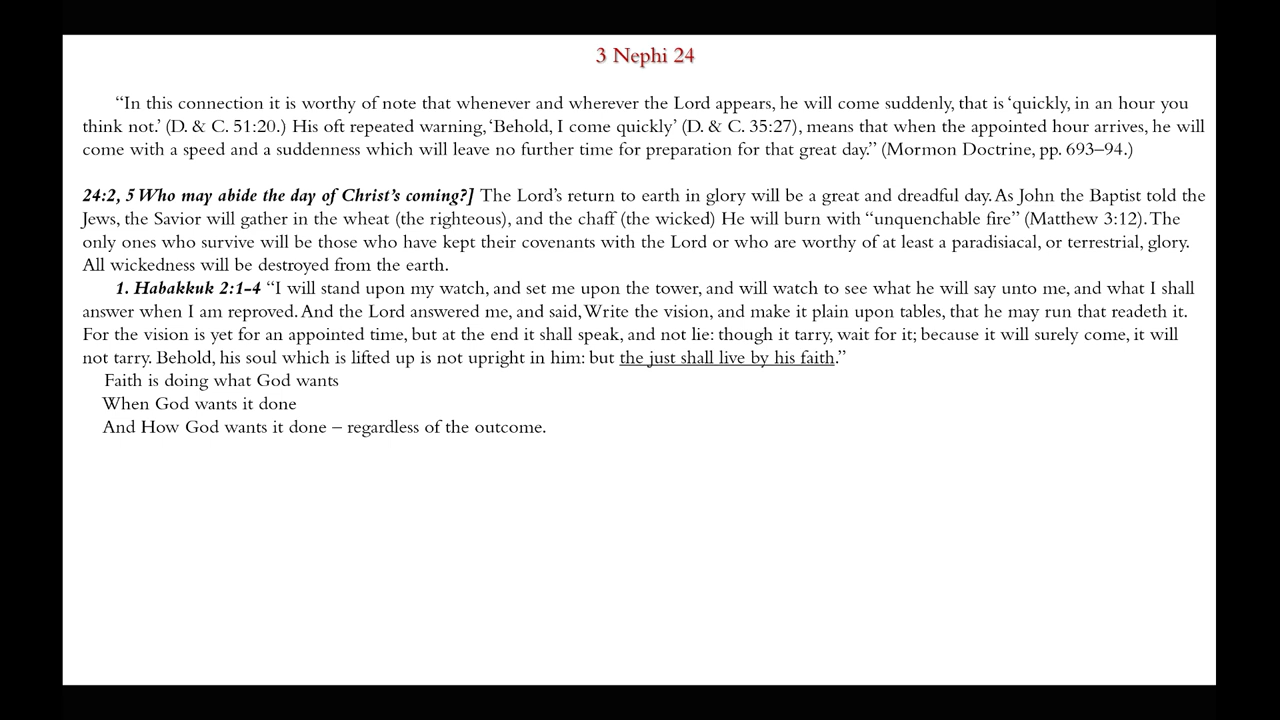 3 Nephi 24
“In this connection it is worthy of note that whenever and wherever the Lord appears, he will come suddenly, that is ‘quickly, in an hour you
think not.’ (D. & C. 51:20.) His oft repeated warning, ‘Behold, I come quickly’ (D. & C. 35:27), means that when the appointed hour arrives, he will
come with a speed and a suddenness which will leave no further time for preparation for that great day.” (Mormon Doctrine, pp. 693–94.)
24:2, 5 Who may abide the day of Christ’s coming?] The Lord’s return to earth in glory will be a great and dreadful day. As John the Baptist told the
Jews, the Savior will gather in the wheat (the righteous), and the chaff (the wicked) He will burn with “unquenchable fire” (Matthew 3:12). The
only ones who survive will be those who have kept their covenants with the Lord or who are worthy of at least a paradisiacal, or terrestrial, glory.
All wickedness will be destroyed from the earth.
1. Habakkuk 2:1-4 “I will stand upon my watch, and set me upon the tower, and will watch to see what he will say unto me, and what I shall
answer when I am reproved. And the Lord answered me, and said, Write the vision, and make it plain upon tables, that he may run that readeth it.
For the vision is yet for an appointed time, but at the end it shall speak, and not lie: though it tarry, wait for it; because it will surely come, it will
not tarry. Behold, his soul which is lifted up is not upright in him: but the just shall live by his faith.”
Faith is doing what God wants
When God wants it done
And How God wants it done – regardless of the outcome.